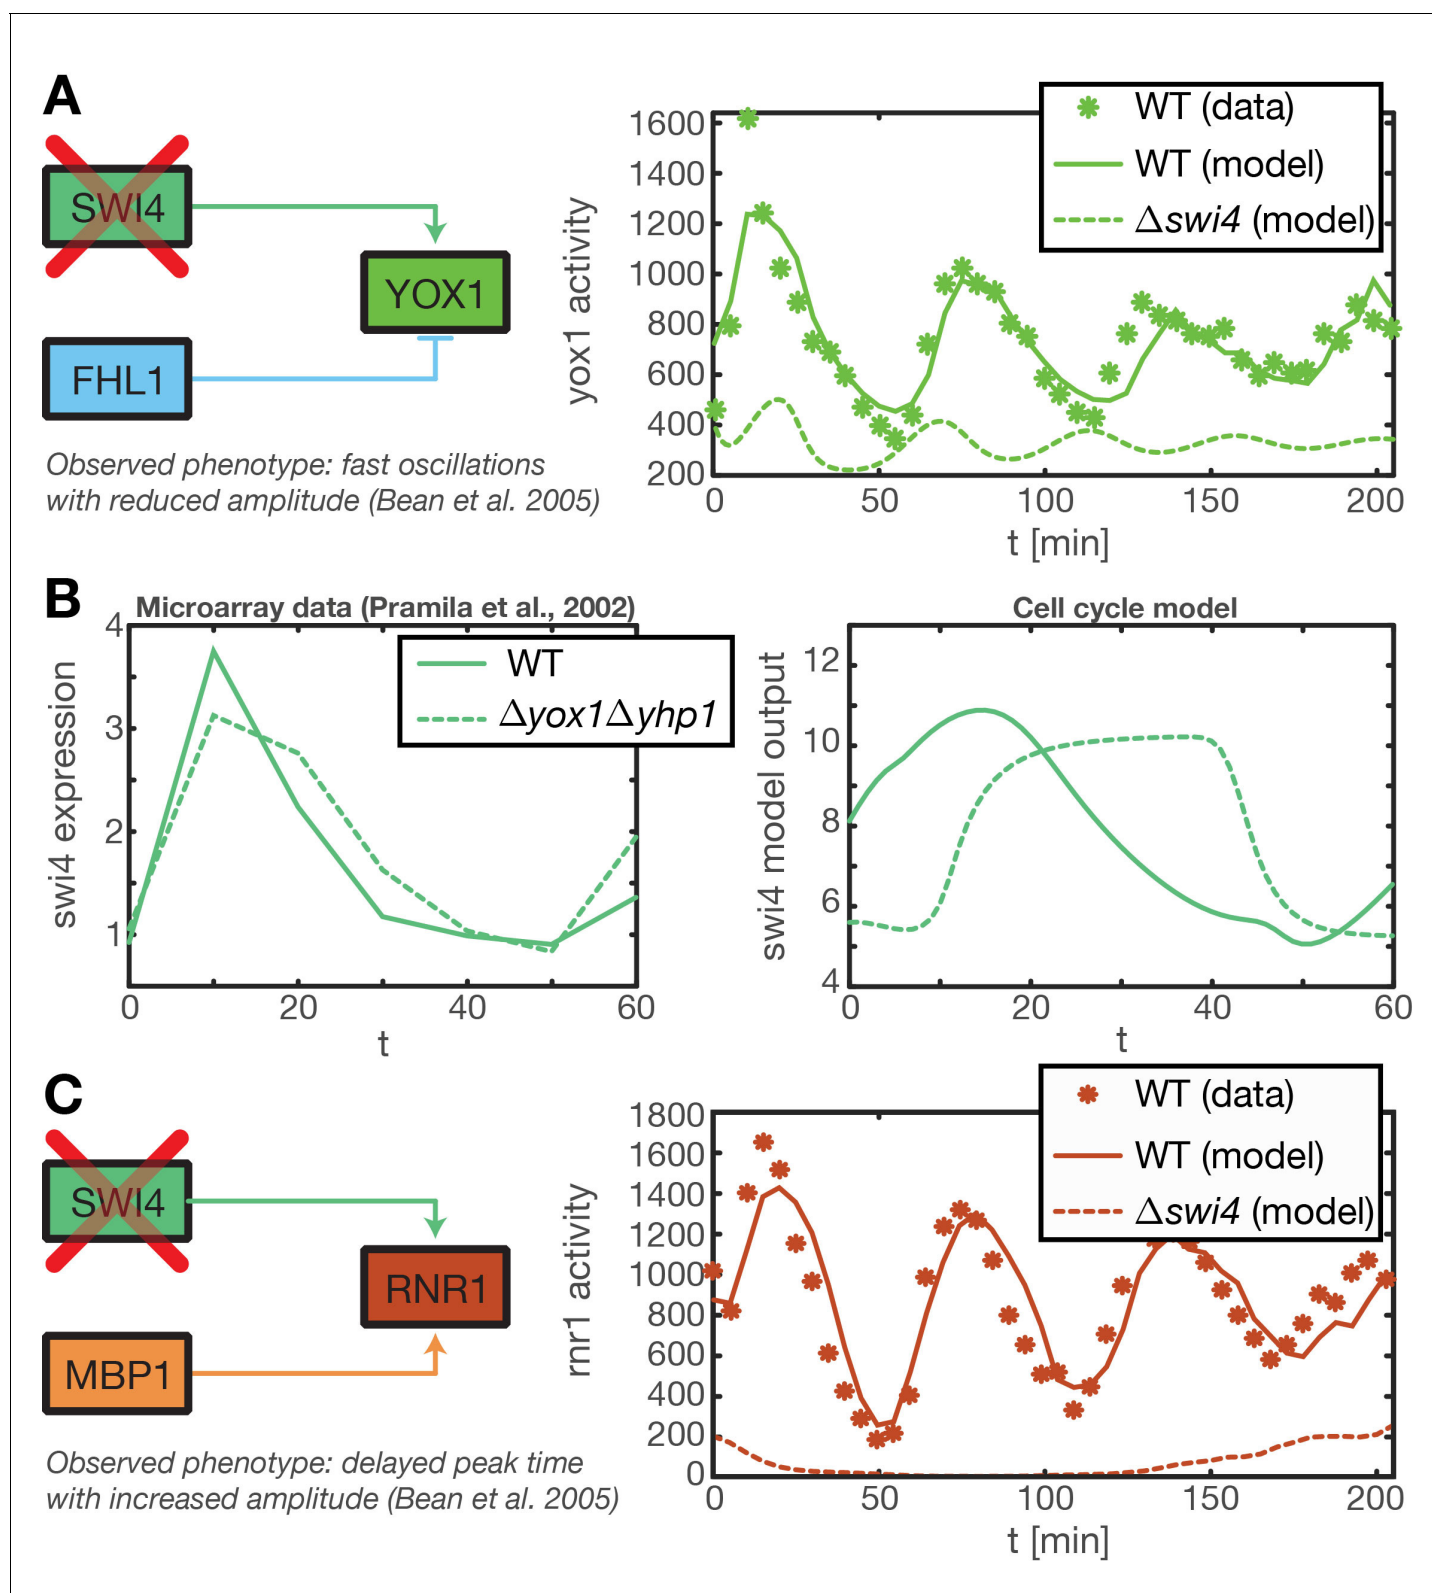 A
SWI4
YOX1
FHL1
Observed phenotype: fast oscillations
with reduced amplitude (Bean et al. 2005)
yox1 activity
1600
1400
1200
1000
800
600
400
200
0
50
100
150
200
t [min]
WT (data)
WT (model)
Δswi4 (model)
B
Microarray data (Pramila et al., 2002)
swi4 expression
4
3
2
1
0
20
40
60
t
WT
Δyox1Δyhp1
Cell cycle model
swi4 model output
12
10
8
6
4
0
20
40
60
t
C
SWI4
RNR1
MBP1
Observed phenotype: delayed peak time
with increased amplitude (Bean et al. 2005)
rnr1 activity
1800
1600
1400
1200
1000
800
600
400
200
0
0
50
100
150
200
t [min]
WT (data)
WT (model)
Δswi4 (model)